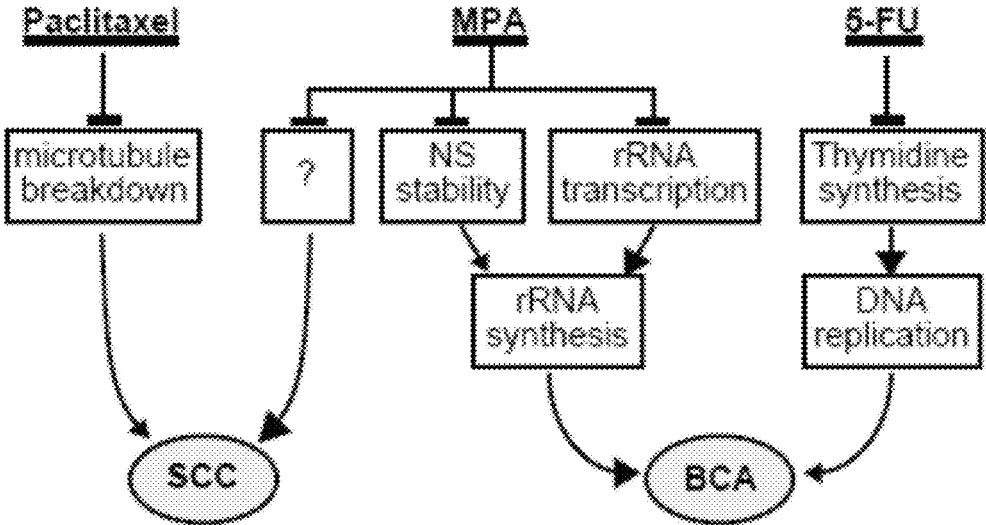 Paclitaxel
MPA
5-FU
microtubule
breakdown
?
NS
stability
rRNA
transcription
Thymidine
synthesis
rRNA
synthesis
DNA
replication
SCC
BCA